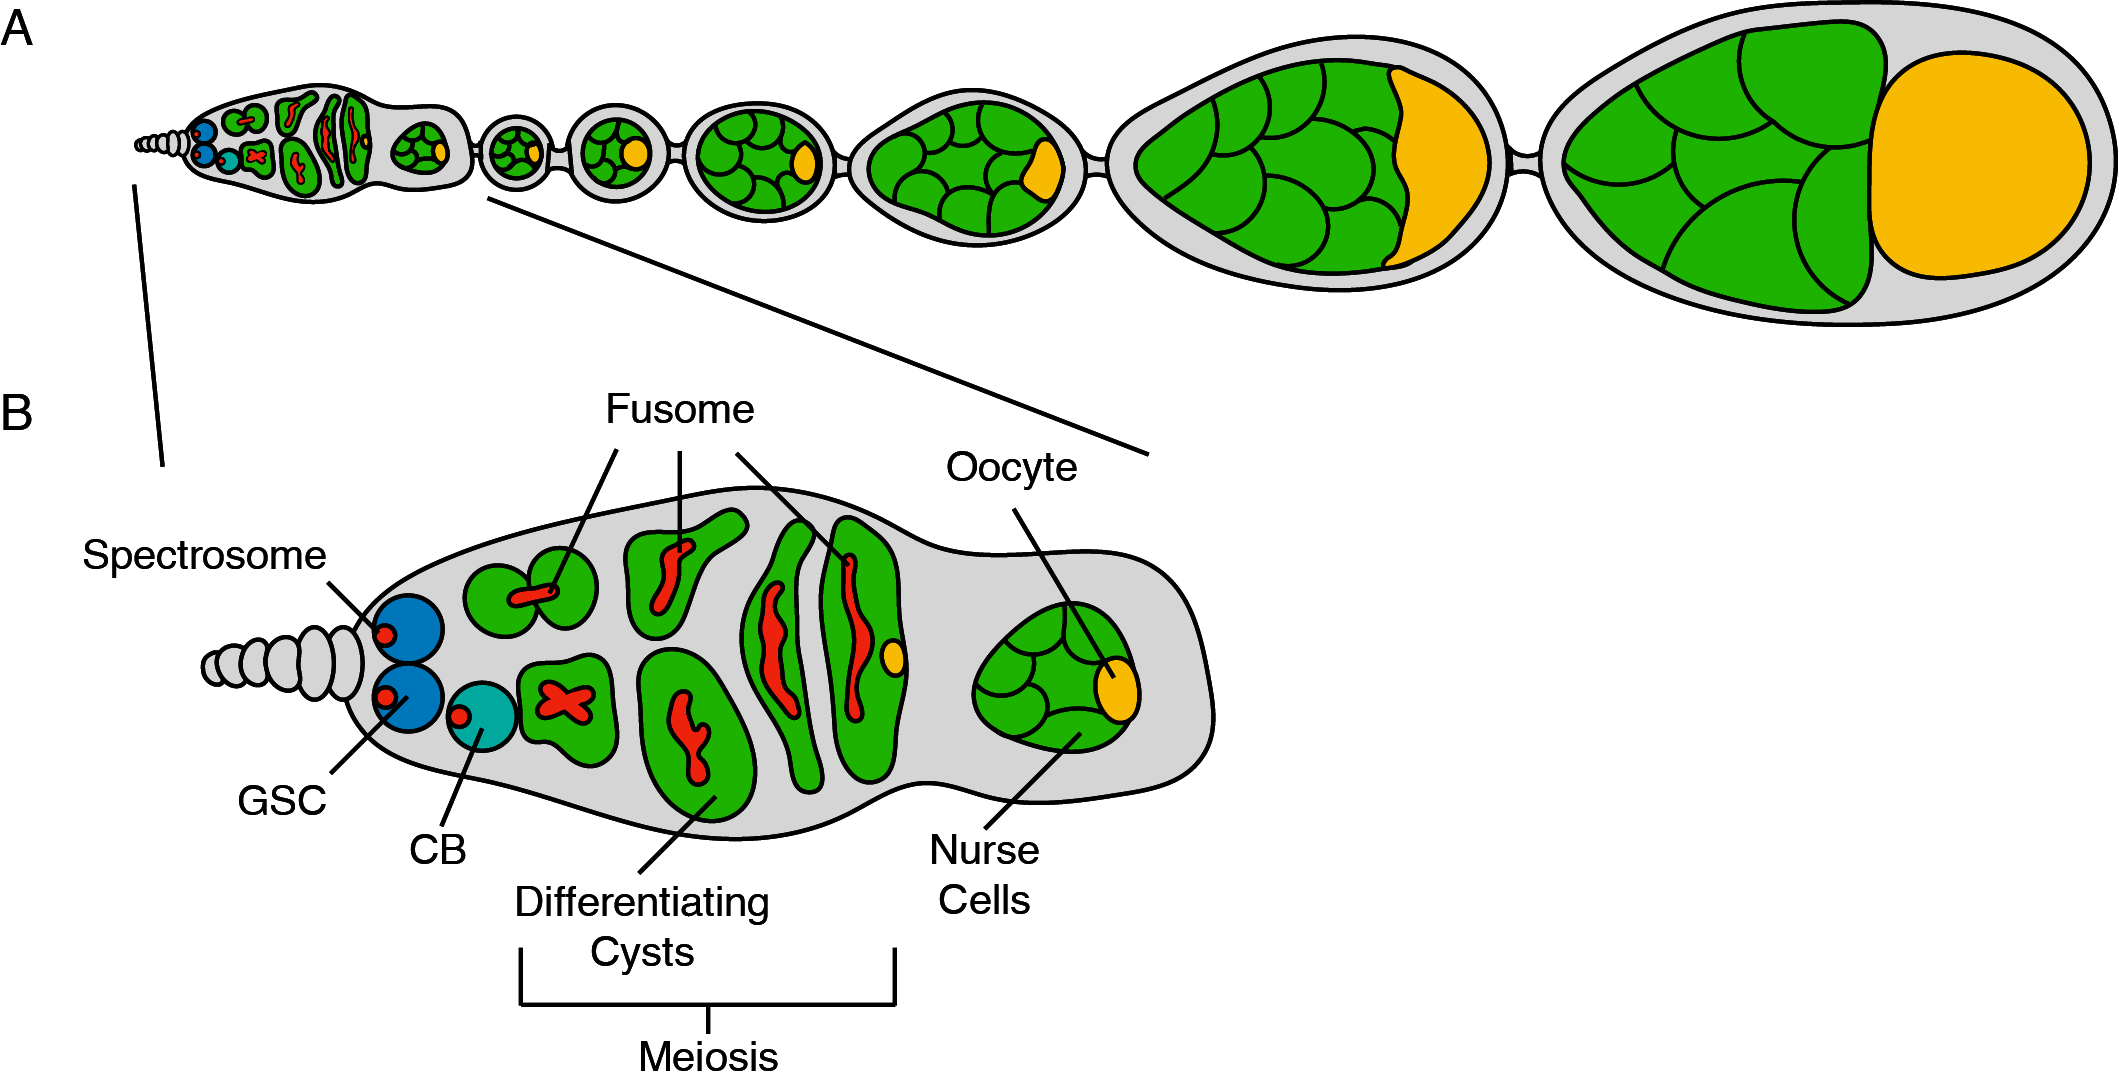 A
B
Fusome
Oocyte
Spectrosome
GSC
CB
Nurse
Cells
Differentiating
Cysts
Meiosis